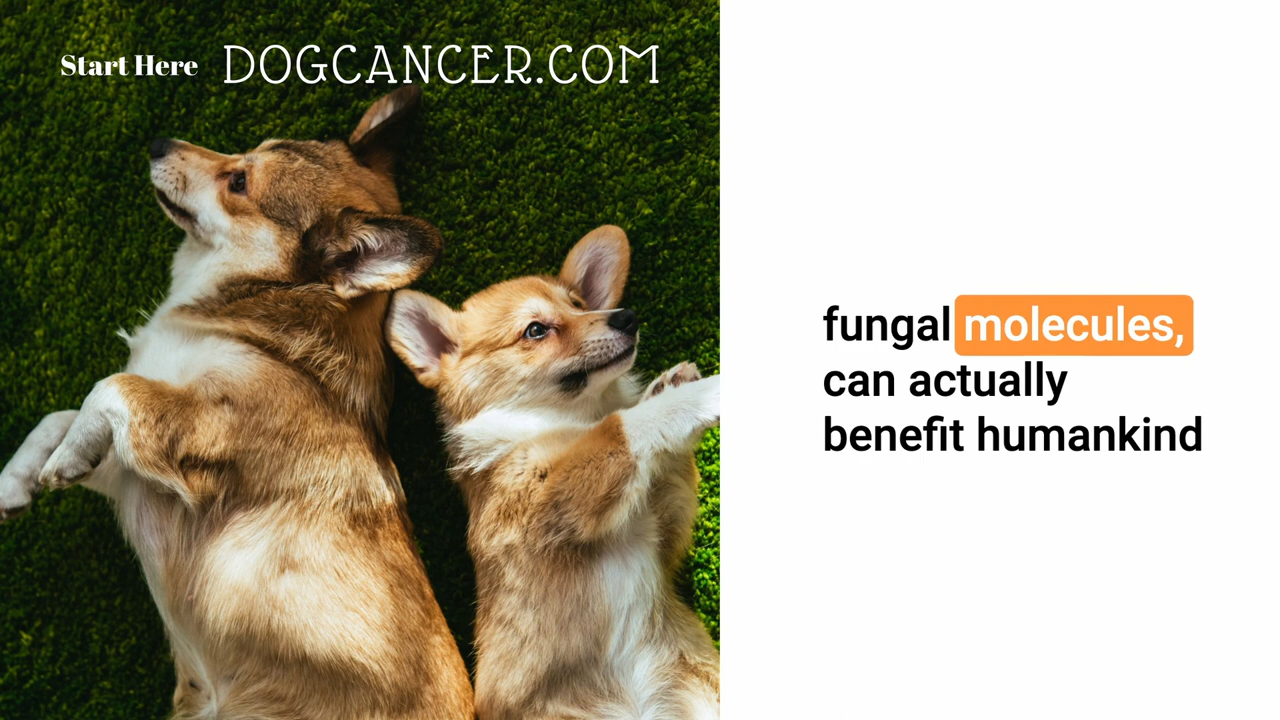 Start Here DOGCANCER.COM
fungal molecules,
can actually
benefit humankind